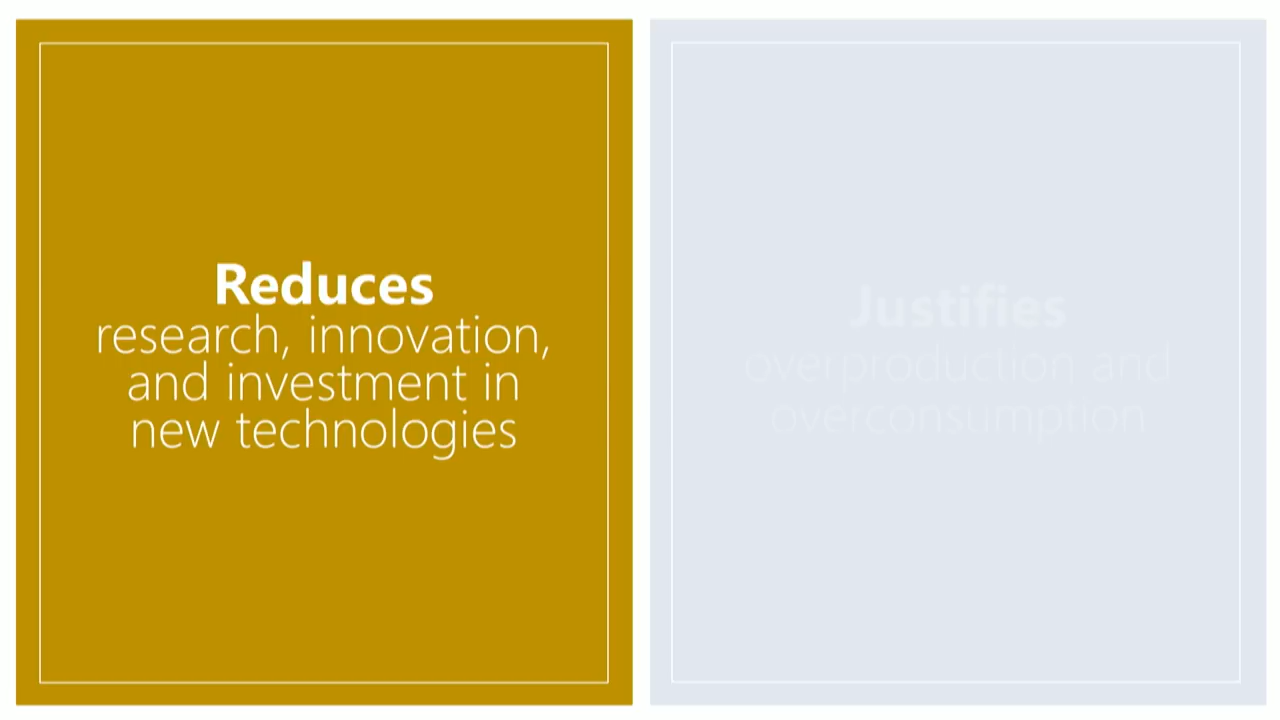 Reduces
research, innovation,
and investment in
new technologies
Justifies
overproduction and
overconsumption